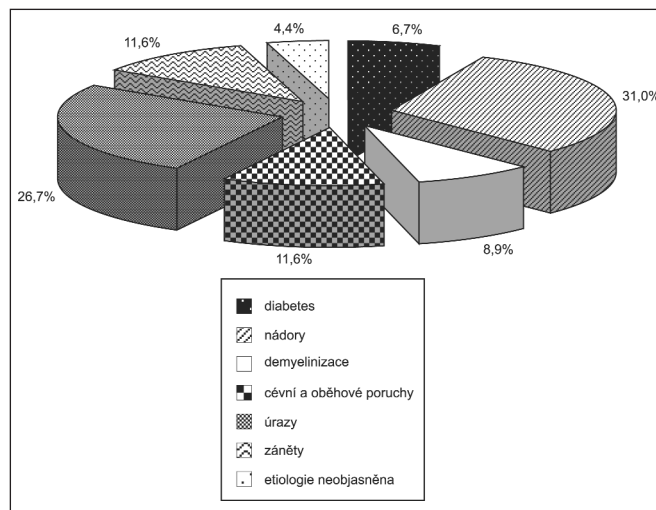 4,4%
6,7%
11,6%
31,0%
26,7%
11,6%
8,9%
diabetes
nádory
demyelinizace
cévní a oběhové poruchy
úrazy
záněty
etiologie neobjasněna